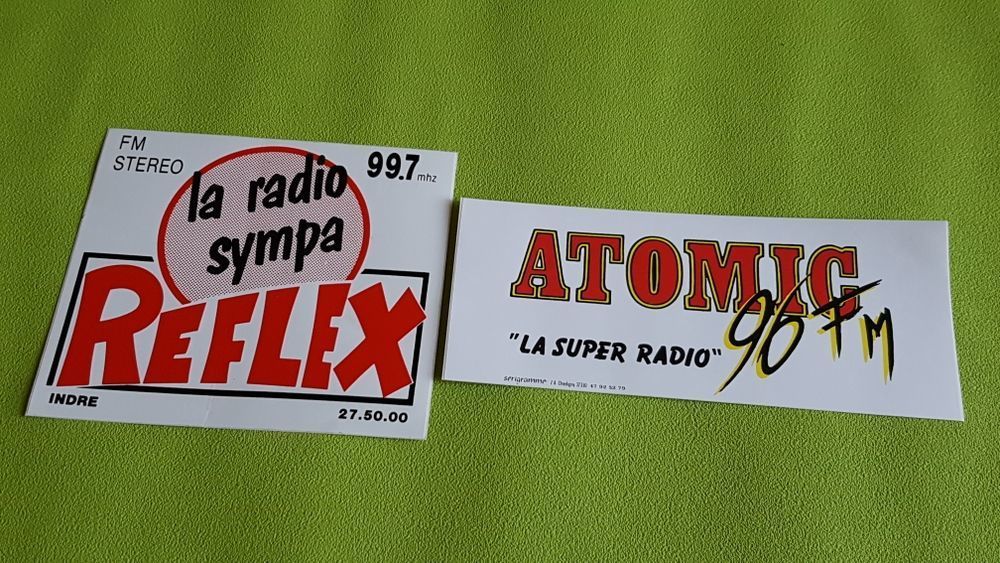 FM
STEREO
99.7 mhz
la radio
sympa
REFLEX
INDRE
27.50.00
ATOMIC
96 FM
"LA SUPER RADIO"
serigramme